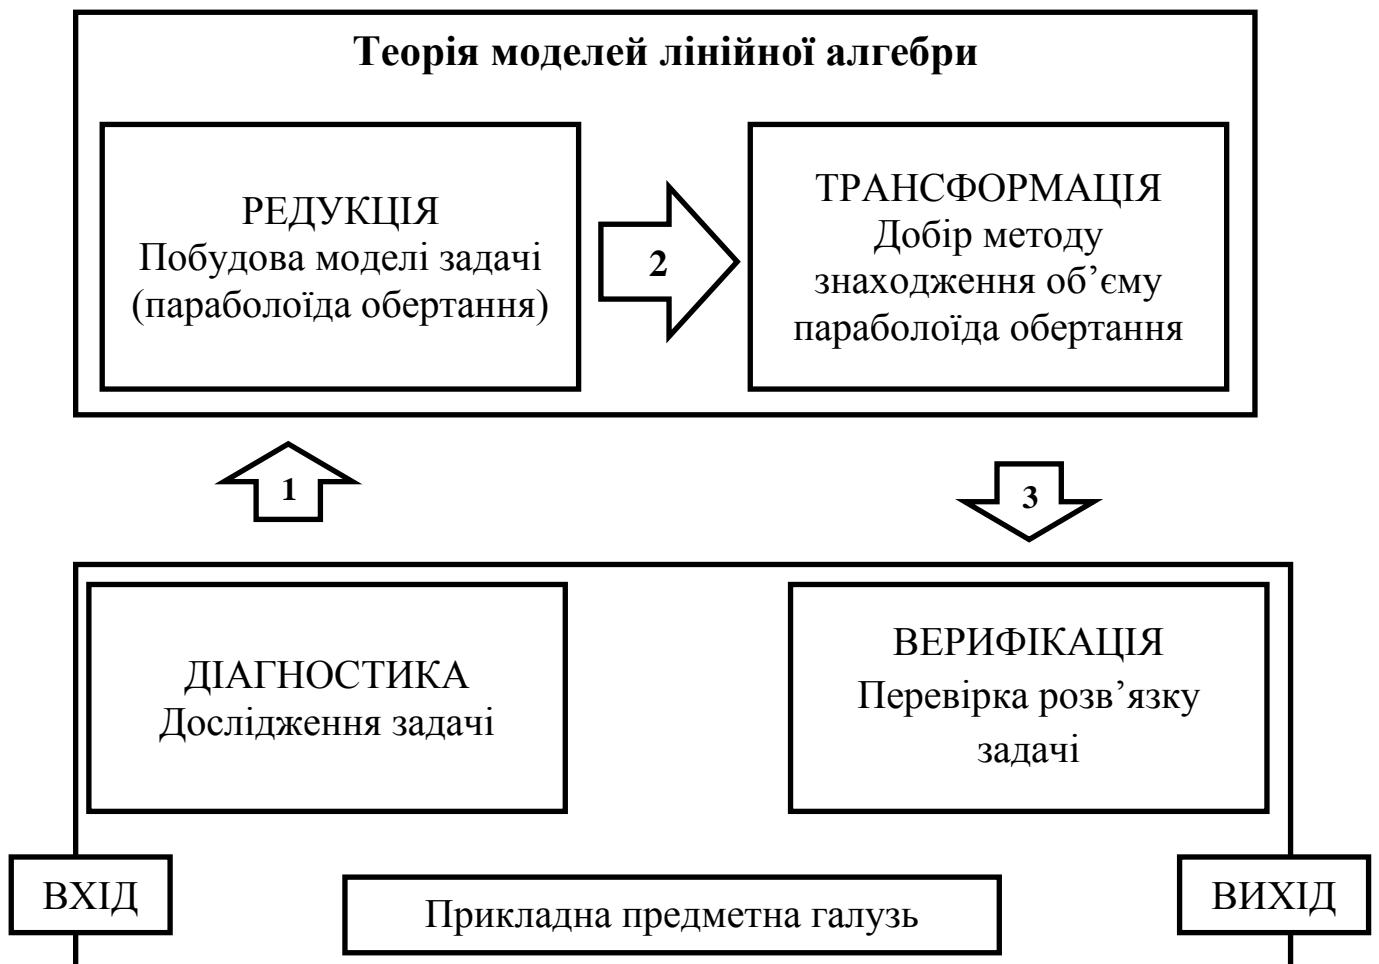 Теорія моделей лінійної алгебри
РЕДУКЦІЯ
Побудова моделі задачі
(параболоїда обертання)
2
ТРАНСФОРМАЦІЯ
Добір методу
знаходження об’єму
параболоїда обертання
1
3
ДІАГНОСТИКА
Дослідження задачі
ВЕРИФІКАЦІЯ
Перевірка розв’язку
задачі
ВХІД
Прикладна предметна галузь
ВИХІД